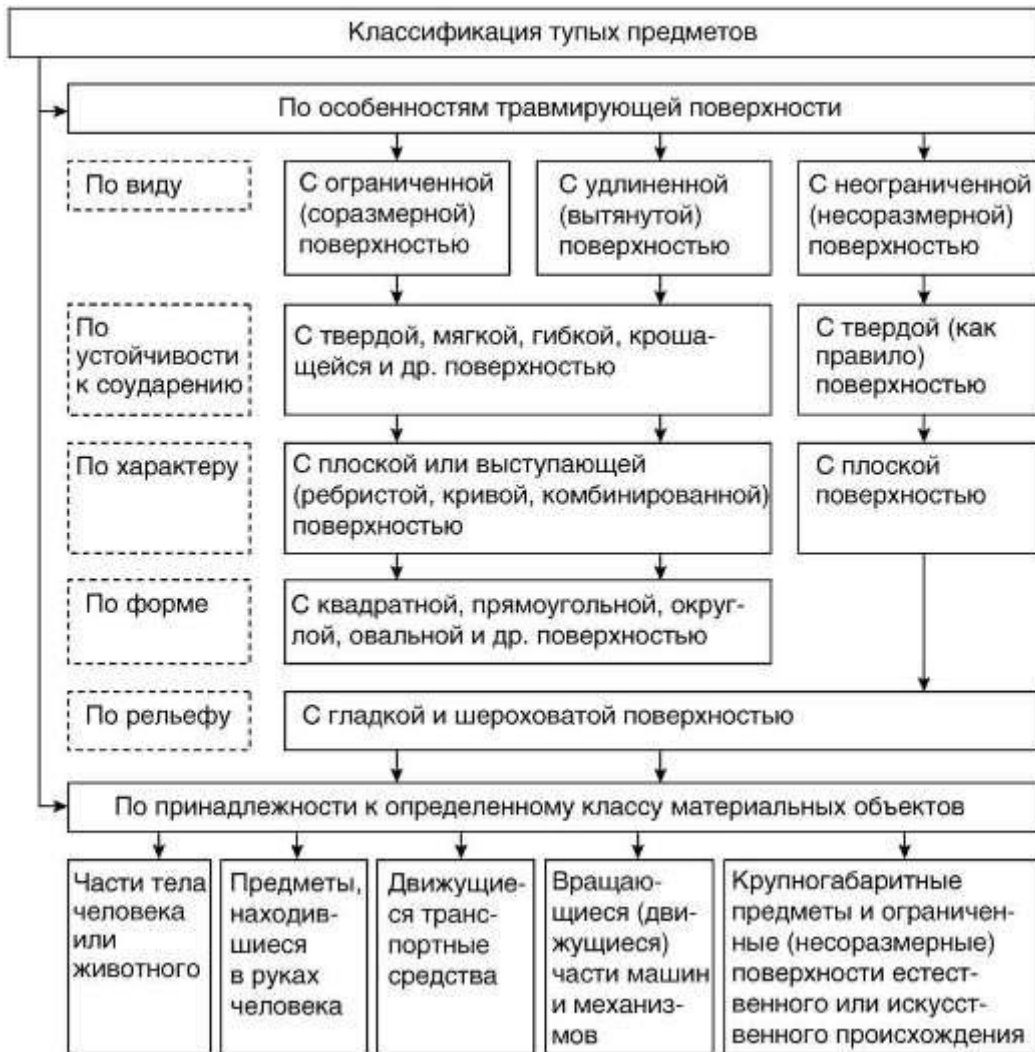 Классификация тупых предметов
По особенностям травмирующей поверхности
По виду
С ограниченной
(соразмерной)
поверхностью
С удлиненной
(вытянутой)
поверхностью
С неограниченной
(несоразмерной)
поверхностью
По
устойчивости
к соударению
С твердой, мягкой, гибкой, кроша-
щейся и др. поверхностью
С твердой (как
правило)
поверхностью
По характеру
С плоской или выступающей
(ребристой, кривой, комбинированной)
поверхностью
С плоской
поверхностью
По форме
С квадратной, прямоугольной, округ-
лой, овальной и др. поверхностью
По рельефу
С гладкой и шероховатой поверхностью
По принадлежности к определенному классу материальных объектов
Части тела
человека
или
животного
Предметы,
находив-
шиеся
в руках
человека
Движущие-
ся транс-
портные
средства
Вращаю-
щиеся (дви-
жущиеся)
части машин
и механиз-
мов
Крупногабаритные
предметы и ограничен-
ные (несоразмерные)
поверхности естест-
венного или искусст-
венного происхождения